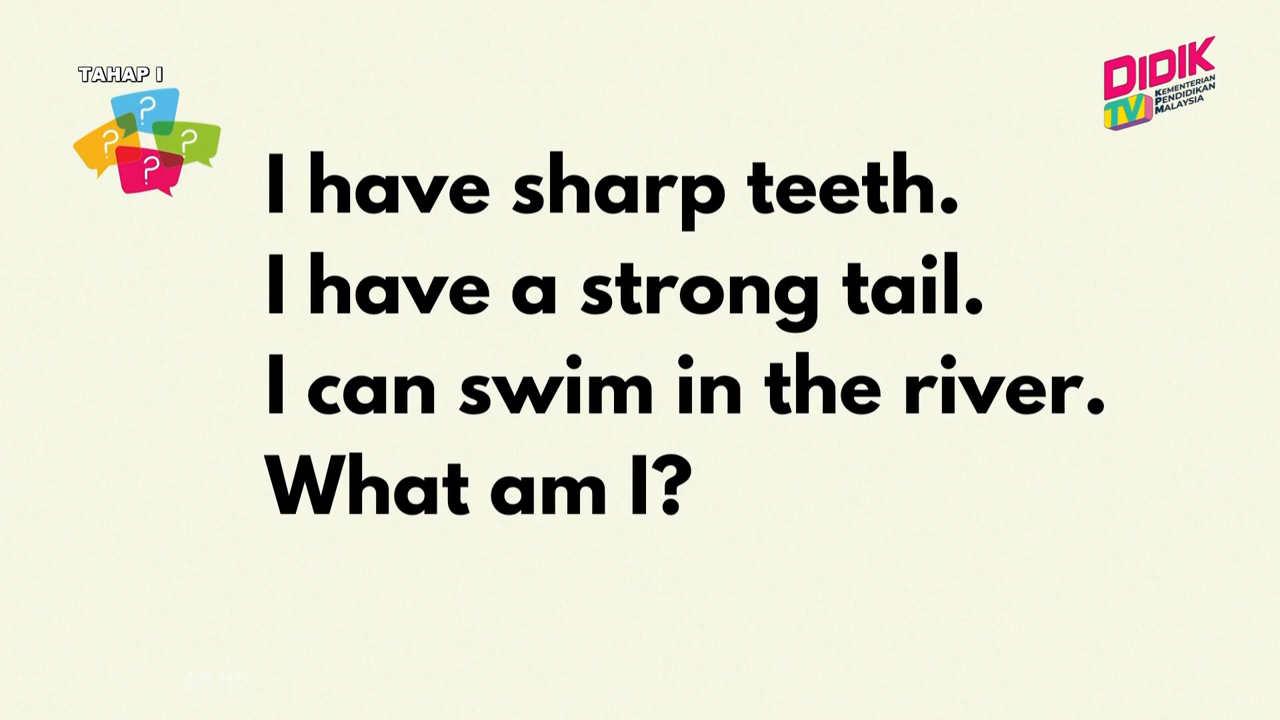 TAHAP I
DIDIK
TV
KEMENTERIAN
PENDIDIKAN
MALAYSIA
? ? ? ?
I have sharp teeth.
I have a strong tail.
I can swim in the river.
What am I?